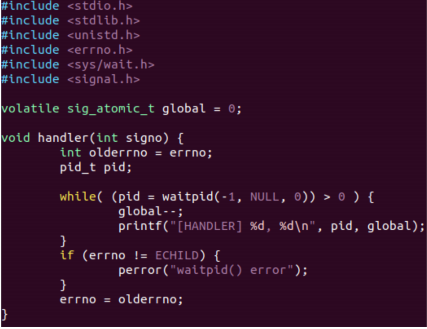 #include <stdio.h>
#include <stdlib.h>
#include <unistd.h>
#include <errno.h>
#include <sys/wait.h>
#include <signal.h>

volatile sig_atomic_t global = 0;

void handler(int signo) {
        int olderrno = errno;
        pid_t pid;

        while( (pid = waitpid(-1, NULL, 0)) > 0 ) {
                global--;
                printf("[HANDLER] %d, %d\n", pid, global);
        }
        if (errno != ECHILD) {
                perror("waitpid() error");
        }
        errno = olderrno;
}